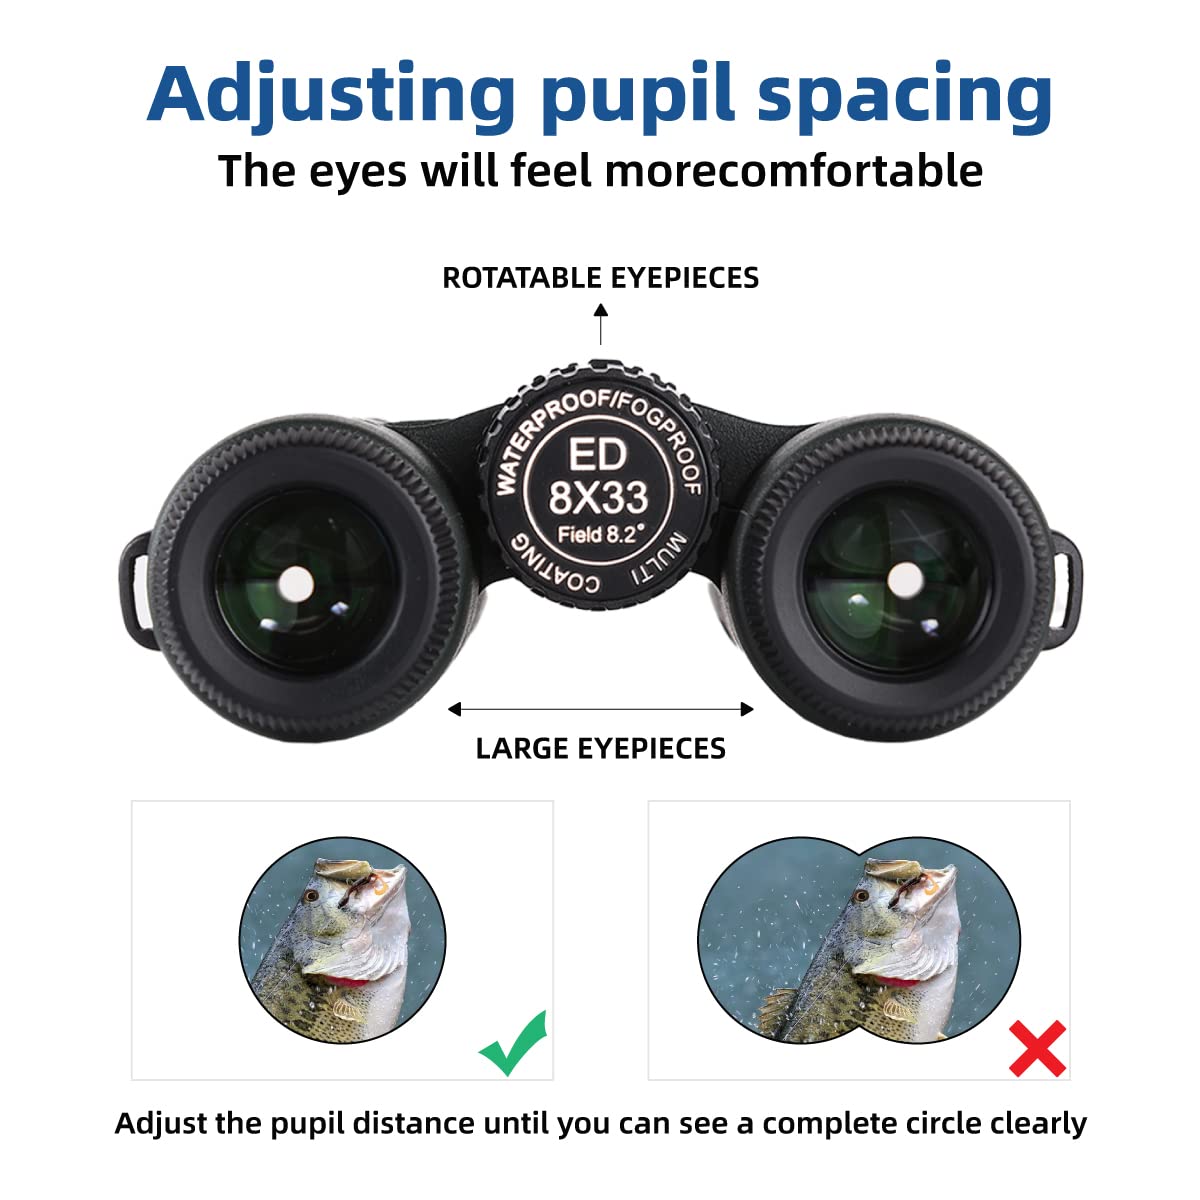 Adjusting pupil spacing
The eyes will feel morecomfortable
ROTATABLE EYEPIECES
WATERPROOF/FOGPROOF
ED
8X33
Field 8.2°
MULTI
COATING
LARGE EYEPIECES
Adjust the pupil distance until you can see a complete circle clearly